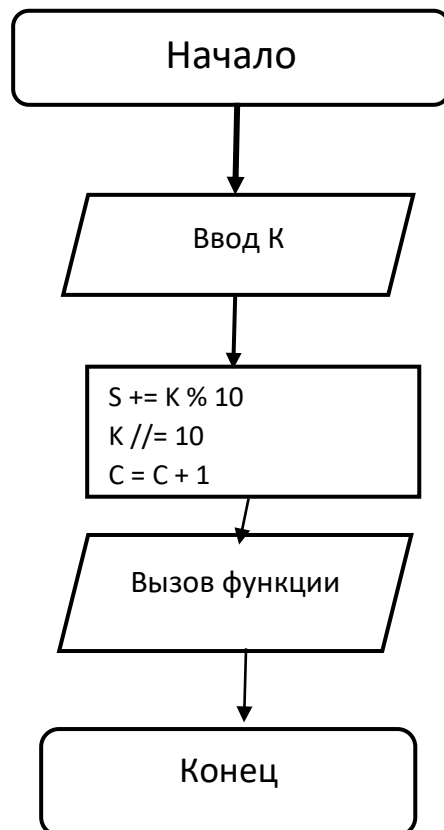 Начало
Ввод К
S += K % 10
K //= 10
C = C + 1
Вызов функции
Конец